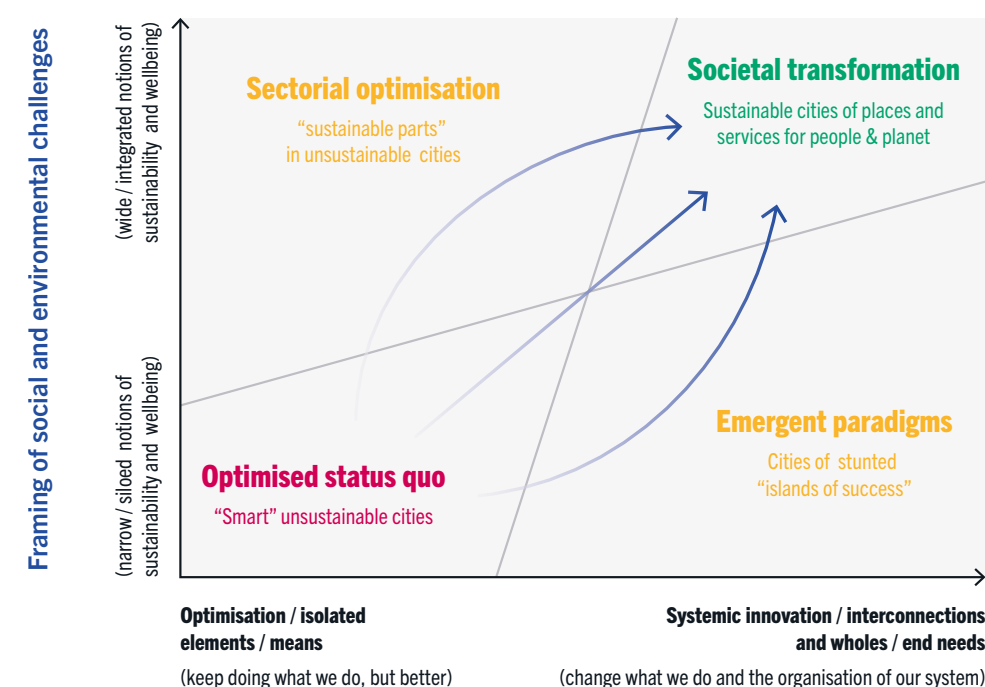 Framing of social and environmental challenges
(wide / integrated notions of
sustainability and wellbeing)
(narrow / siloed notions of
sustainability and wellbeing)
Sectorial optimisation
“sustainable parts”
in unsustainable cities
Societal transformation
Sustainable cities of places and
services for people & planet
Optimised status quo
“Smart” unsustainable cities
Emergent paradigms
Cities of stunted
“islands of success”
Optimisation / isolated
elements / means
(keep doing what we do, but better)
Systemic innovation / interconnections
and wholes / end needs
(change what we do and the organisation of our system)